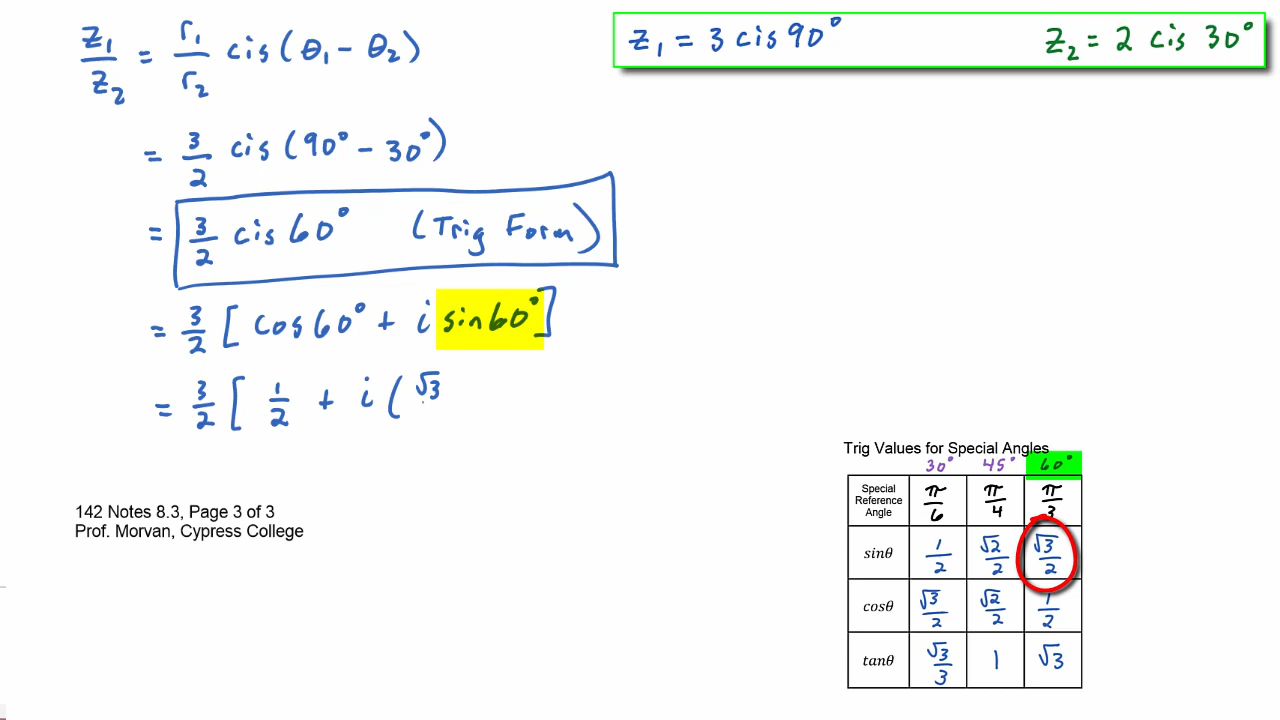 z₁/z₂ = r₁/r₂ cis(θ₁ - θ₂)
z₁ = 3 cis 90° z₂ = 2 cis 30°
= 3/2 cis(90° - 30°)
= 3/2 cis 60° (Trig Form)
= 3/2 [cos 60° + i sin 60°]
= 3/2 [1/2 + i(√3
142 Notes 8.3, Page 3 of 3
Prof. Morvan, Cypress College
Trig Values for Special Angles
30° 45° 60°
Special Reference Angle π/6 π/4 π/3
sinθ 1/2 √2/2 √3/2
cosθ √3/2 √2/2 1/2
tanθ √3/3 1 √3